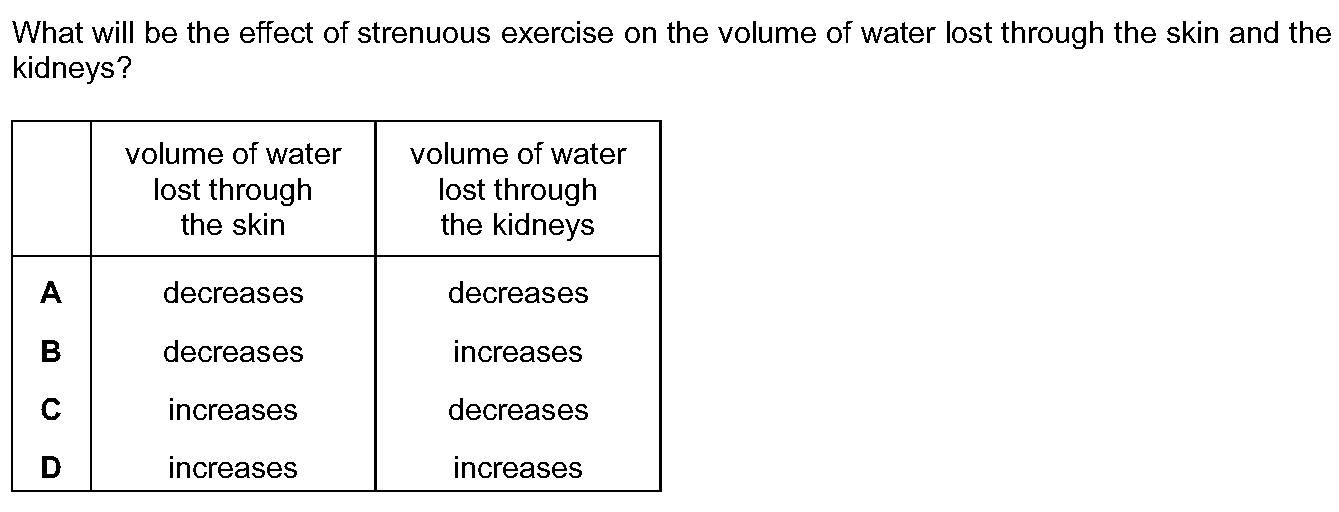 What will be the effect of strenuous exercise on the volume of water lost through the skin and the
kidneys?
volume of water
lost through
the skin
volume of water
lost through
the kidneys
A decreases decreases
B decreases increases
C increases decreases
D increases increases